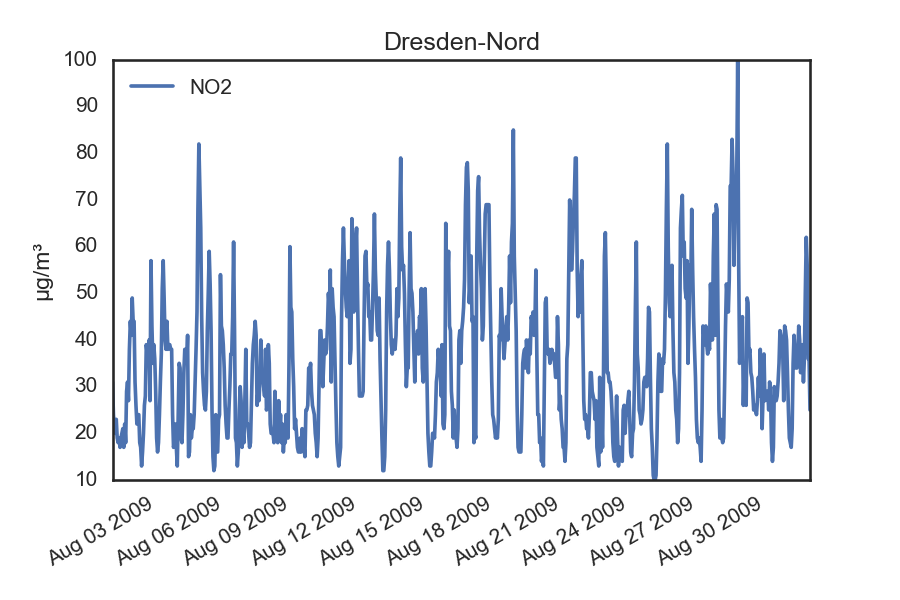 Dresden-Nord
100
90
80
70
60
50
40
30
20
10
µg/m³
NO2
Aug 03 2009
Aug 06 2009
Aug 09 2009
Aug 12 2009
Aug 15 2009
Aug 18 2009
Aug 21 2009
Aug 24 2009
Aug 27 2009
Aug 30 2009